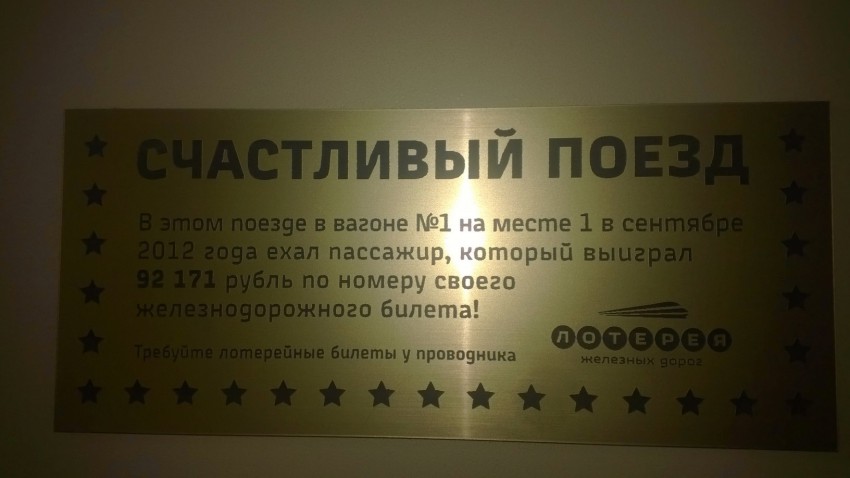 СЧАСТЛИВЫЙ ПОЕЗД
В этом поезде в вагоне №1 на месте 1 в сентябре
2012 года ехал пассажир, который выиграл
92 171 рубль по номеру своего
железнодорожного билета!
ЛОТЕРЕЯ
железных дорог
Требуйте лотерейные билеты у проводника